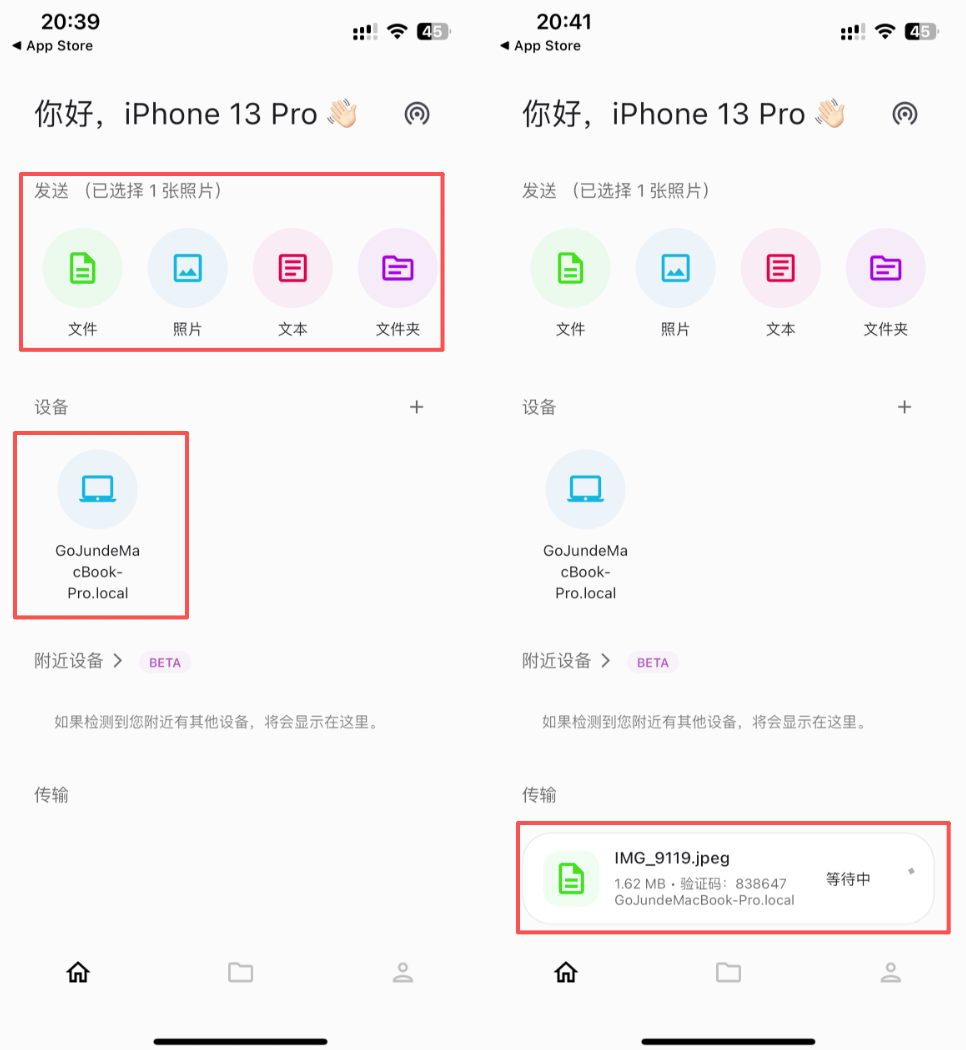 20:39
45
◀ App Store
你好，iPhone 13 Pro 👋🏻
发送 （已选择 1 张照片）
文件
照片
文本
文件夹
设备
GoJundeMa
cBook-
Pro.local
附近设备
BETA
如果检测到您附近有其他设备，将会显示在这里。
传输
20:41
45
◀ App Store
你好，iPhone 13 Pro 👋🏻
发送 （已选择 1 张照片）
文件
照片
文本
文件夹
设备
GoJundeMa
cBook-
Pro.local
附近设备
BETA
如果检测到您附近有其他设备，将会显示在这里。
传输
IMG_9119.jpeg
1.62 MB • 验证码：838647
GoJundeMacBook-Pro.local
等待中